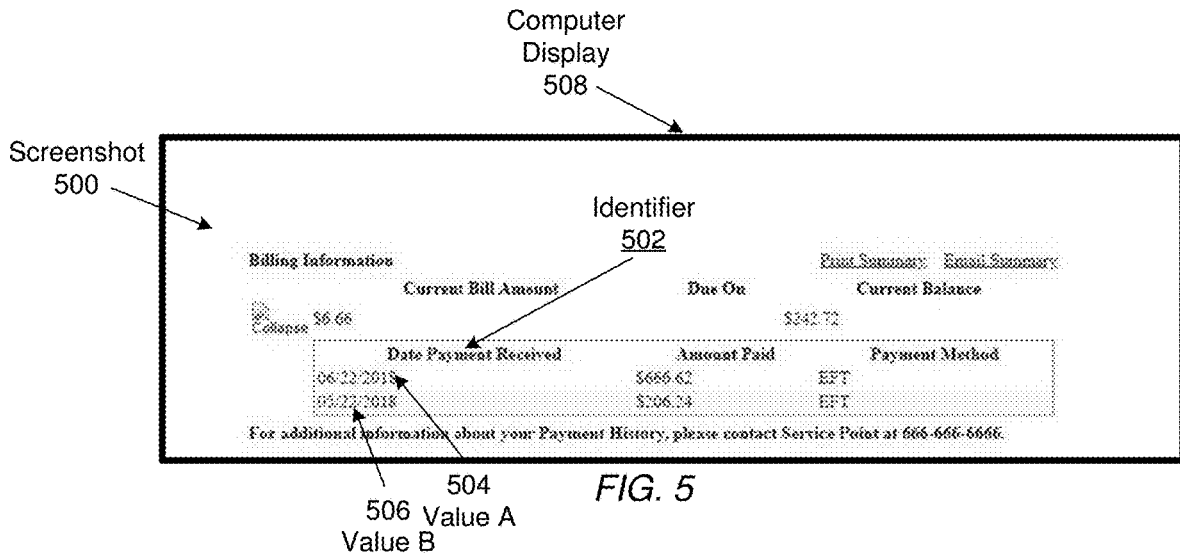 Computer
Display
508
Screenshot
500
Identifier
502
Billing Information Print Summary Email Summary
Current Bill Amount Due On Current Balance
Collapse $6.66 $242.72
Date Payment Received Amount Paid Payment Method
06/22/2018 $666.62 EFT
05/22/2018 $206.24 EFT
For additional information about your Payment History, please contact Service Point at 666-666-6666.
504
Value A
506
Value B
FIG. 5